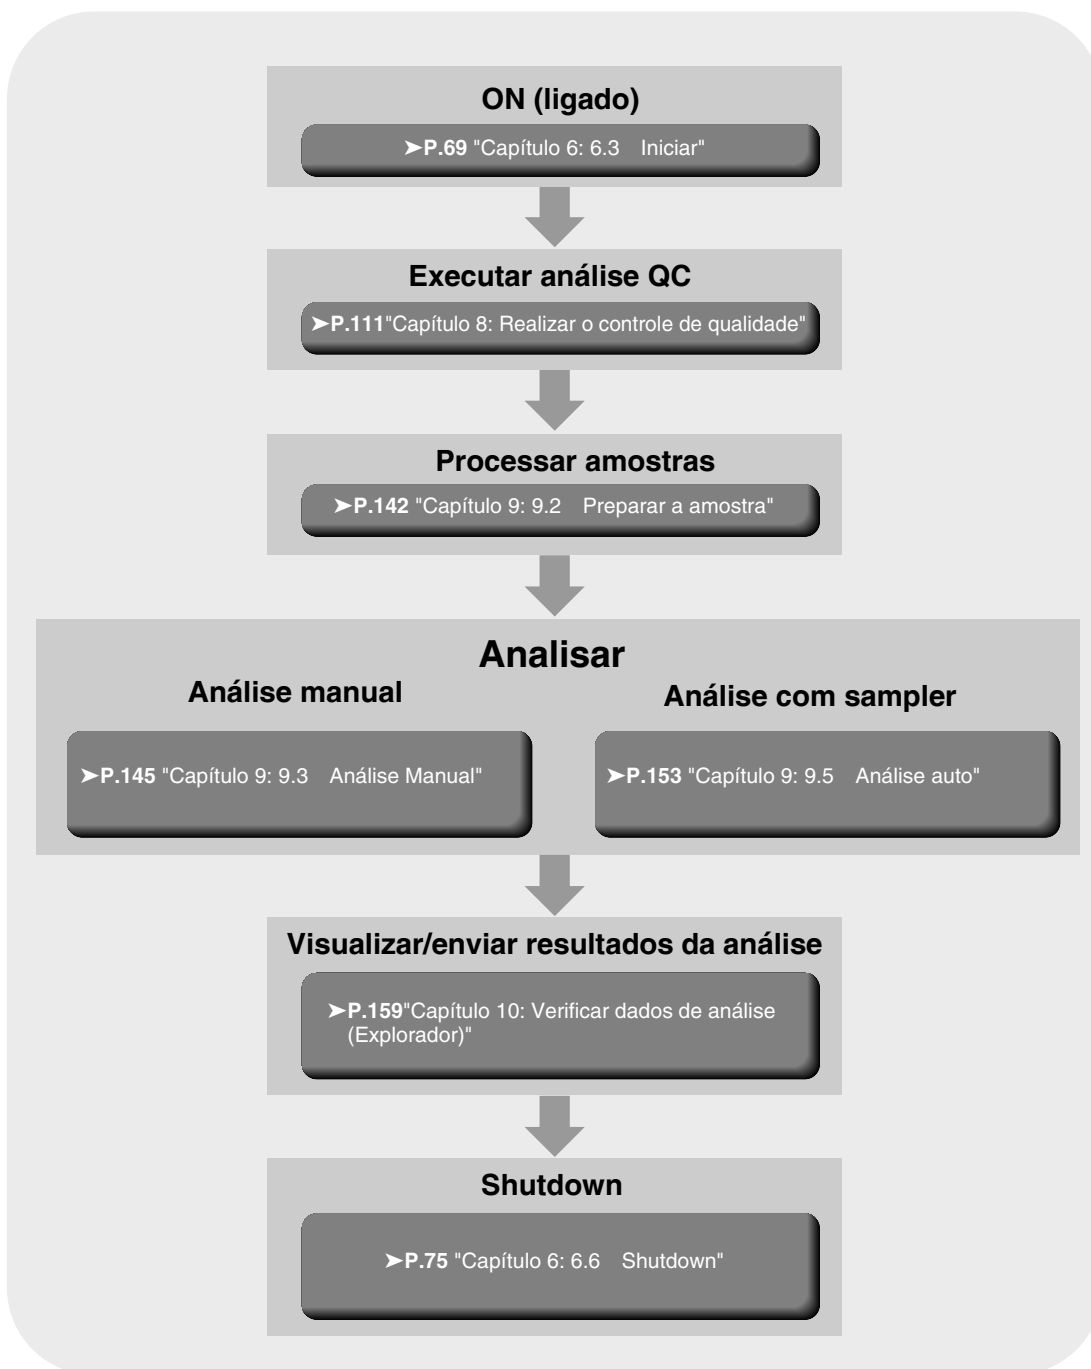 ON (ligado)
➤P.69 "Capítulo 6: 6.3 Iniciar"
Executar análise QC
➤P.111"Capítulo 8: Realizar o controle de qualidade"
Processar amostras
➤P.142 "Capítulo 9: 9.2 Preparar a amostra"
Analisar
Análise manual
➤P.145 "Capítulo 9: 9.3 Análise Manual"
Análise com sampler
➤P.153 "Capítulo 9: 9.5 Análise auto"
Visualizar/enviar resultados da análise
➤P.159"Capítulo 10: Verificar dados de análise
(Explorador)"
Shutdown
➤P.75 "Capítulo 6: 6.6 Shutdown"